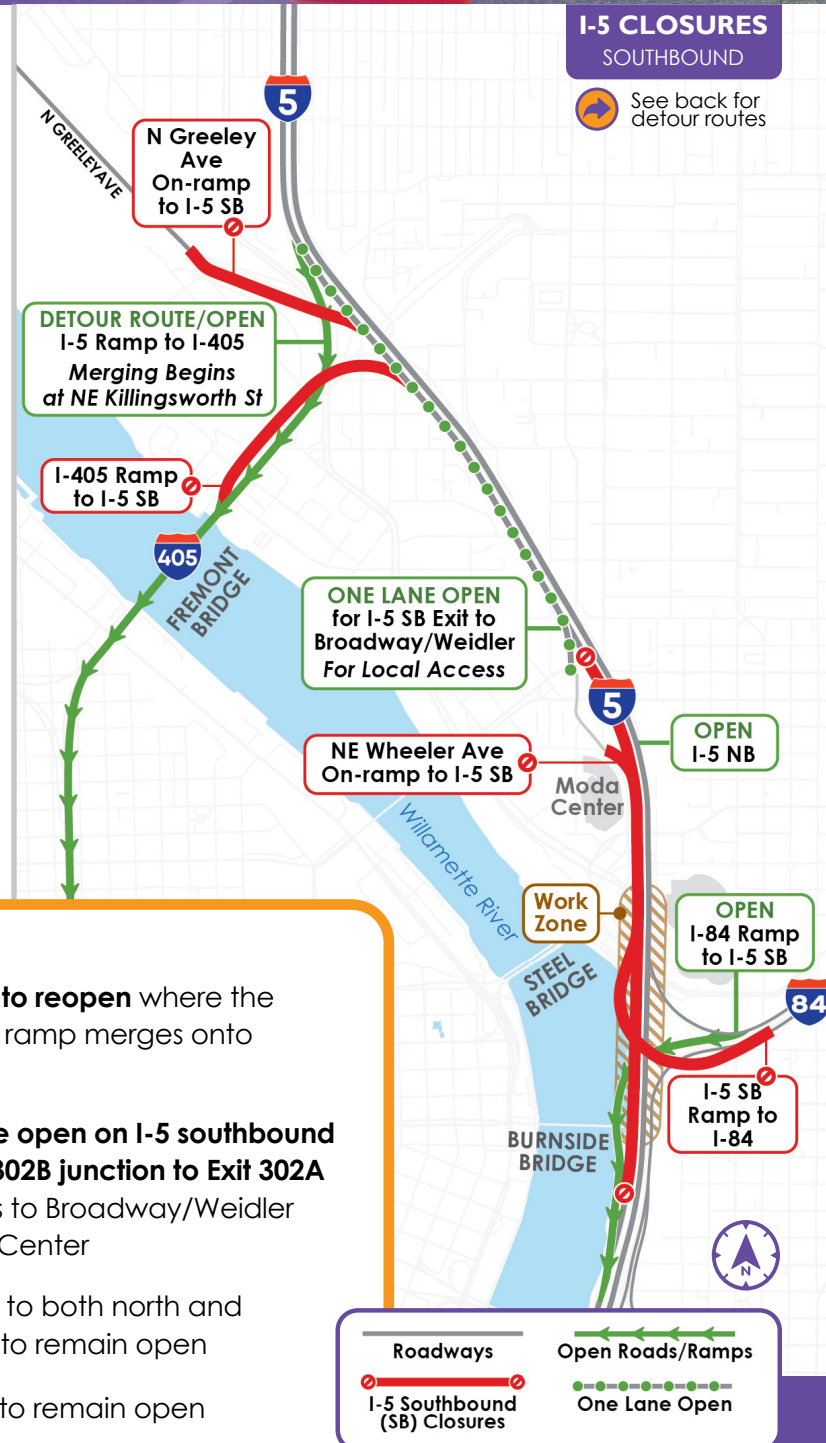 I-5 CLOSURES
SOUTHBOUND
See back for
detour routes
5
N GREELEY AVE
N Greeley
Ave
On-ramp
to I-5 SB
DETOUR ROUTE/OPEN
I-5 Ramp to I-405
Merging Begins
at NE Killingsworth St
I-405 Ramp
to I-5 SB
405
FREMONT
BRIDGE
ONE LANE OPEN
for I-5 SB Exit to
Broadway/Weidler
For Local Access
5
OPEN
I-5 NB
NE Wheeler Ave
On-ramp to I-5 SB
Moda
Center
Willamette River
Work
Zone
OPEN
I-84 Ramp
to I-5 SB
STEEL
BRIDGE
84
I-5 SB
Ramp to
I-84
BURNSIDE
BRIDGE
N
to reopen where the
ramp merges onto
e open on I-5 southbound
302B junction to Exit 302A
s to Broadway/Weidler
Center
to both north and
to remain open
to remain open
Roadways
Open Roads/Ramps
I-5 Southbound
(SB) Closures
One Lane Open